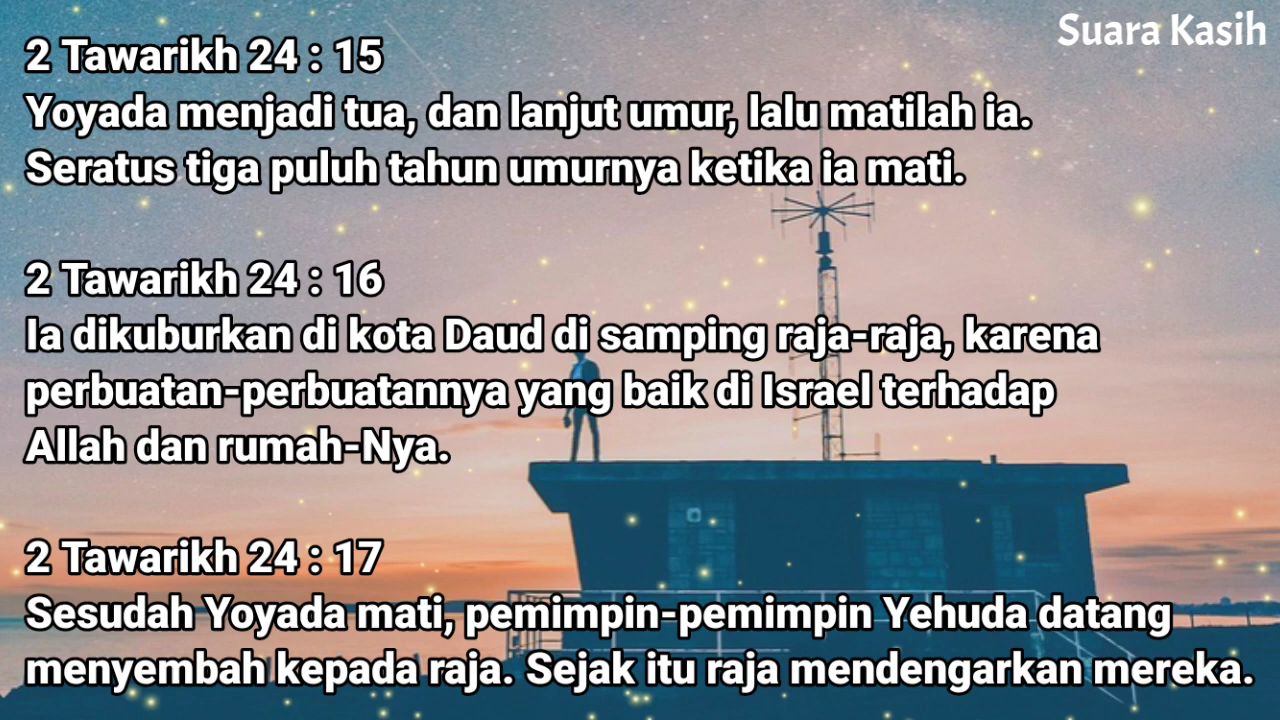 Suara Kasih
2 Tawarikh 24 : 15
Yoyada menjadi tua, dan lanjut umur, lalu matilah ia.
Seratus tiga puluh tahun umurnya ketika ia mati.
2 Tawarikh 24 : 16
Ia dikuburkan di kota Daud di samping raja-raja, karena
perbuatan-perbuatannya yang baik di Israel terhadap
Allah dan rumah-Nya.
2 Tawarikh 24 : 17
Sesudah Yoyada mati, pemimpin-pemimpin Yehuda datang
menyembah kepada raja. Sejak itu raja mendengarkan mereka.